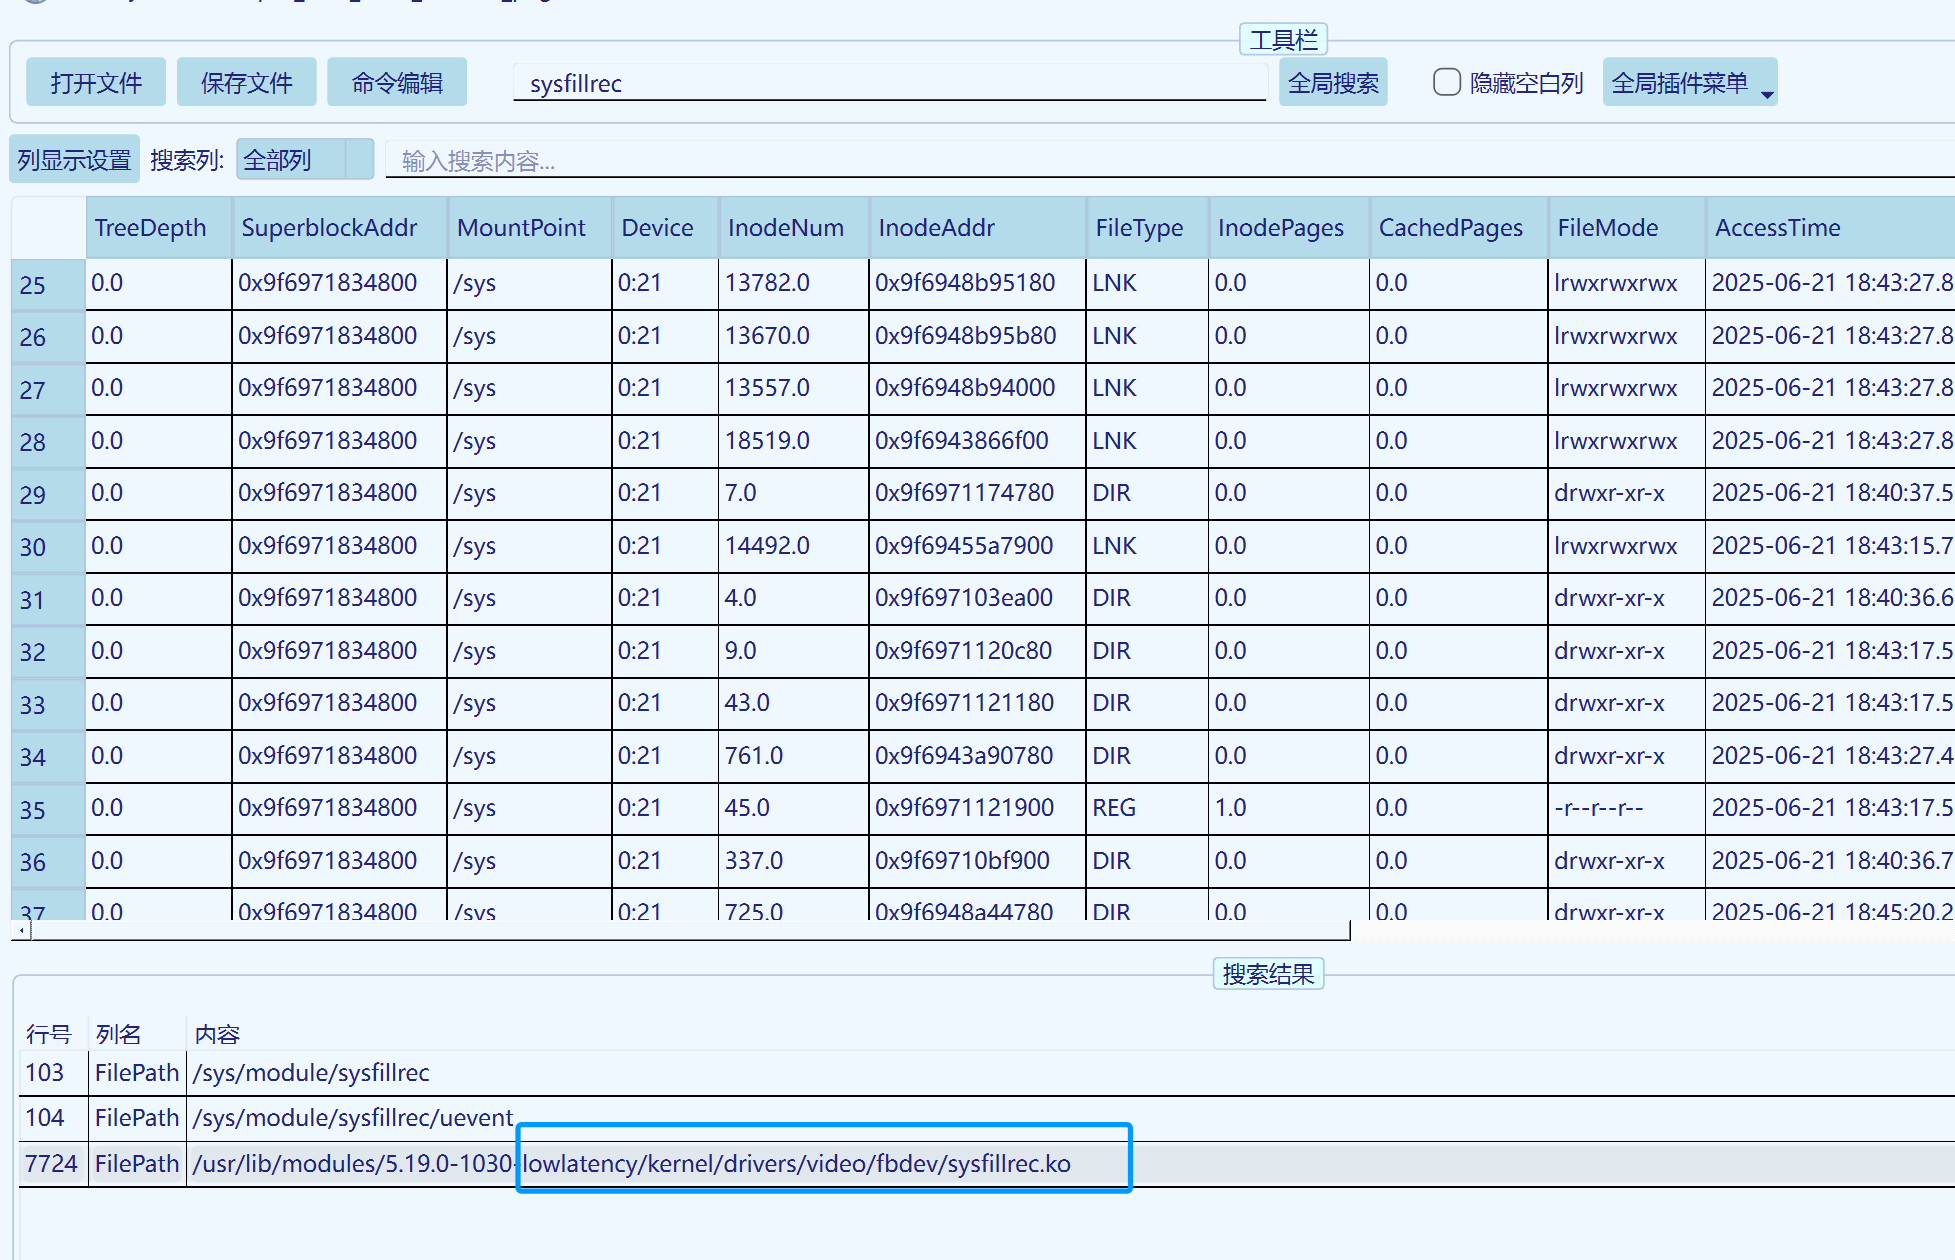 工具栏
打开文件 保存文件 命令编辑 sysfillrec 全局搜索 隐藏空白列 全局插件菜单
列显示设置 搜索列: 全部列 输入搜索内容...
TreeDepth SuperblockAddr MountPoint Device InodeNum InodeAddr FileType InodePages CachedPages FileMode AccessTime
25 0.0 0x9f6971834800 /sys 0:21 13782.0 0x9f6948b95180 LNK 0.0 0.0 lrwxrwxrwx 2025-06-21 18:43:27.8
26 0.0 0x9f6971834800 /sys 0:21 13670.0 0x9f6948b95b80 LNK 0.0 0.0 lrwxrwxrwx 2025-06-21 18:43:27.8
27 0.0 0x9f6971834800 /sys 0:21 13557.0 0x9f6948b94000 LNK 0.0 0.0 lrwxrwxrwx 2025-06-21 18:43:27.8
28 0.0 0x9f6971834800 /sys 0:21 18519.0 0x9f6943866f00 LNK 0.0 0.0 lrwxrwxrwx 2025-06-21 18:43:27.8
29 0.0 0x9f6971834800 /sys 0:21 7.0 0x9f6971174780 DIR 0.0 0.0 drwxr-xr-x 2025-06-21 18:40:37.5
30 0.0 0x9f6971834800 /sys 0:21 14492.0 0x9f69455a7900 LNK 0.0 0.0 lrwxrwxrwx 2025-06-21 18:43:15.7
31 0.0 0x9f6971834800 /sys 0:21 4.0 0x9f697103ea00 DIR 0.0 0.0 drwxr-xr-x 2025-06-21 18:40:36.6
32 0.0 0x9f6971834800 /sys 0:21 9.0 0x9f6971120c80 DIR 0.0 0.0 drwxr-xr-x 2025-06-21 18:43:17.5
33 0.0 0x9f6971834800 /sys 0:21 43.0 0x9f6971121180 DIR 0.0 0.0 drwxr-xr-x 2025-06-21 18:43:17.5
34 0.0 0x9f6971834800 /sys 0:21 761.0 0x9f6943a90780 DIR 0.0 0.0 drwxr-xr-x 2025-06-21 18:43:27.4
35 0.0 0x9f6971834800 /sys 0:21 45.0 0x9f6971121900 REG 1.0 0.0 -r--r--r-- 2025-06-21 18:43:17.5
36 0.0 0x9f6971834800 /sys 0:21 337.0 0x9f69710bf900 DIR 0.0 0.0 drwxr-xr-x 2025-06-21 18:40:36.7
37 0.0 0x9f6971834800 /sys 0:21 725.0 0x9f6948a44780 DIR 0.0 0.0 drwxr-xr-x 2025-06-21 18:45:20.2
搜索结果
行号 列名 内容
103 FilePath /sys/module/sysfillrec
104 FilePath /sys/module/sysfillrec/uevent
7724 FilePath /usr/lib/modules/5.19.0-1030-lowlatency/kernel/drivers/video/fbdev/sysfillrec.ko